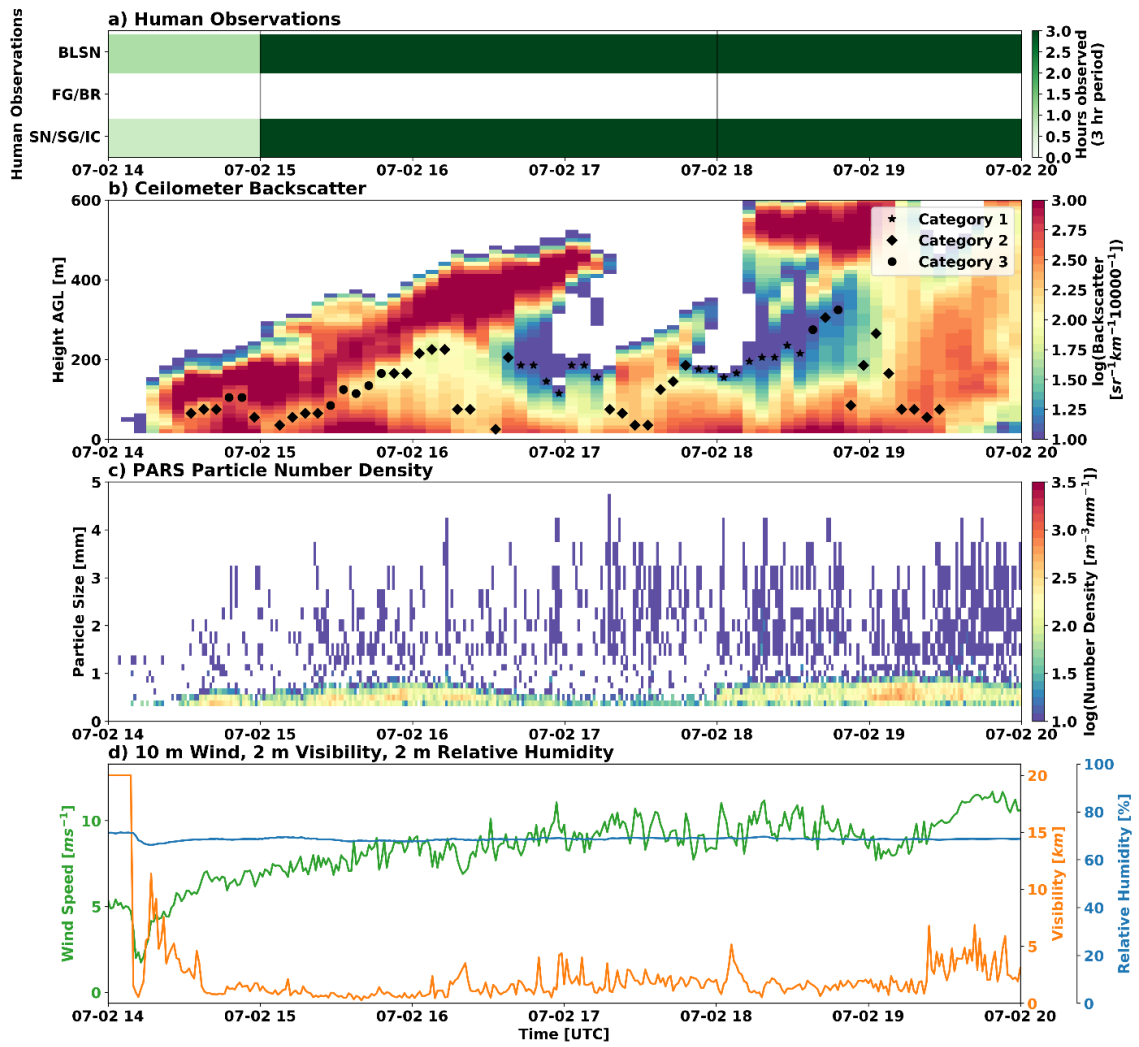 a) Human Observations
Human Observations
BLSN
FG/BR
SN/SG/IC
3.0
2.5
2.0
1.5
1.0
0.5
0.0
Hours observed
(3 hr period)
07-02 14 07-02 15 07-02 16 07-02 17 07-02 18 07-02 19 07-02 20
b) Ceilometer Backscatter
Height AGL [m]
600
400
200
0
Category 1
Category 2
Category 3
3.00
2.75
2.50
2.25
2.00
1.75
1.50
1.25
1.00
log(Backscatter
[sr⁻¹km⁻¹10000⁻¹]
07-02 14 07-02 15 07-02 16 07-02 17 07-02 18 07-02 19 07-02 20
c) PARS Particle Number Density
Particle Size [mm]
5
4
3
2
1
0
3.5
3.0
2.5
2.0
1.5
1.0
log(Number Density [m⁻³mm⁻¹]
07-02 14 07-02 15 07-02 16 07-02 17 07-02 18 07-02 19 07-02 20
d) 10 m Wind, 2 m Visibility, 2 m Relative Humidity
Wind Speed [ms⁻¹]
10
5
0
20
15
10
5
0
Visibility [km]
100
80
60
40
20
0
Relative Humidity [%]
07-02 14 07-02 15 07-02 16 07-02 17 07-02 18 07-02 19 07-02 20
Time [UTC]